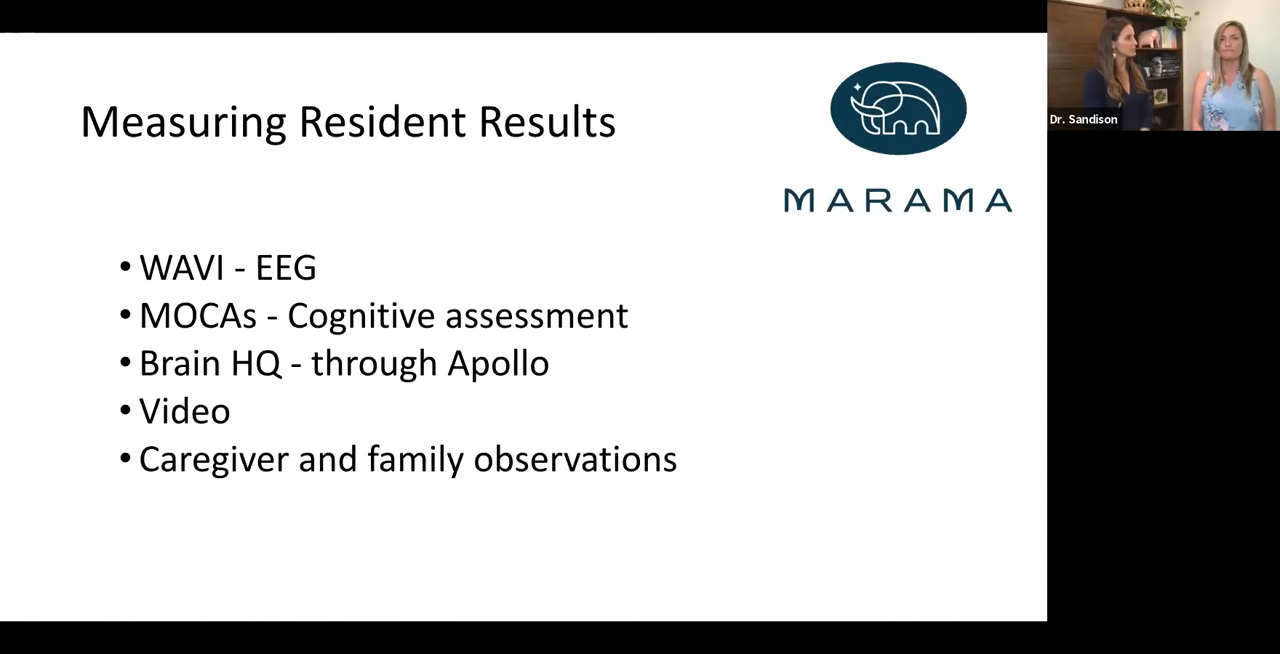 Measuring Resident Results
MARAMA
• WAVI - EEG
• MOCAs - Cognitive assessment
• Brain HQ - through Apollo
• Video
• Caregiver and family observations
Dr. Sandison